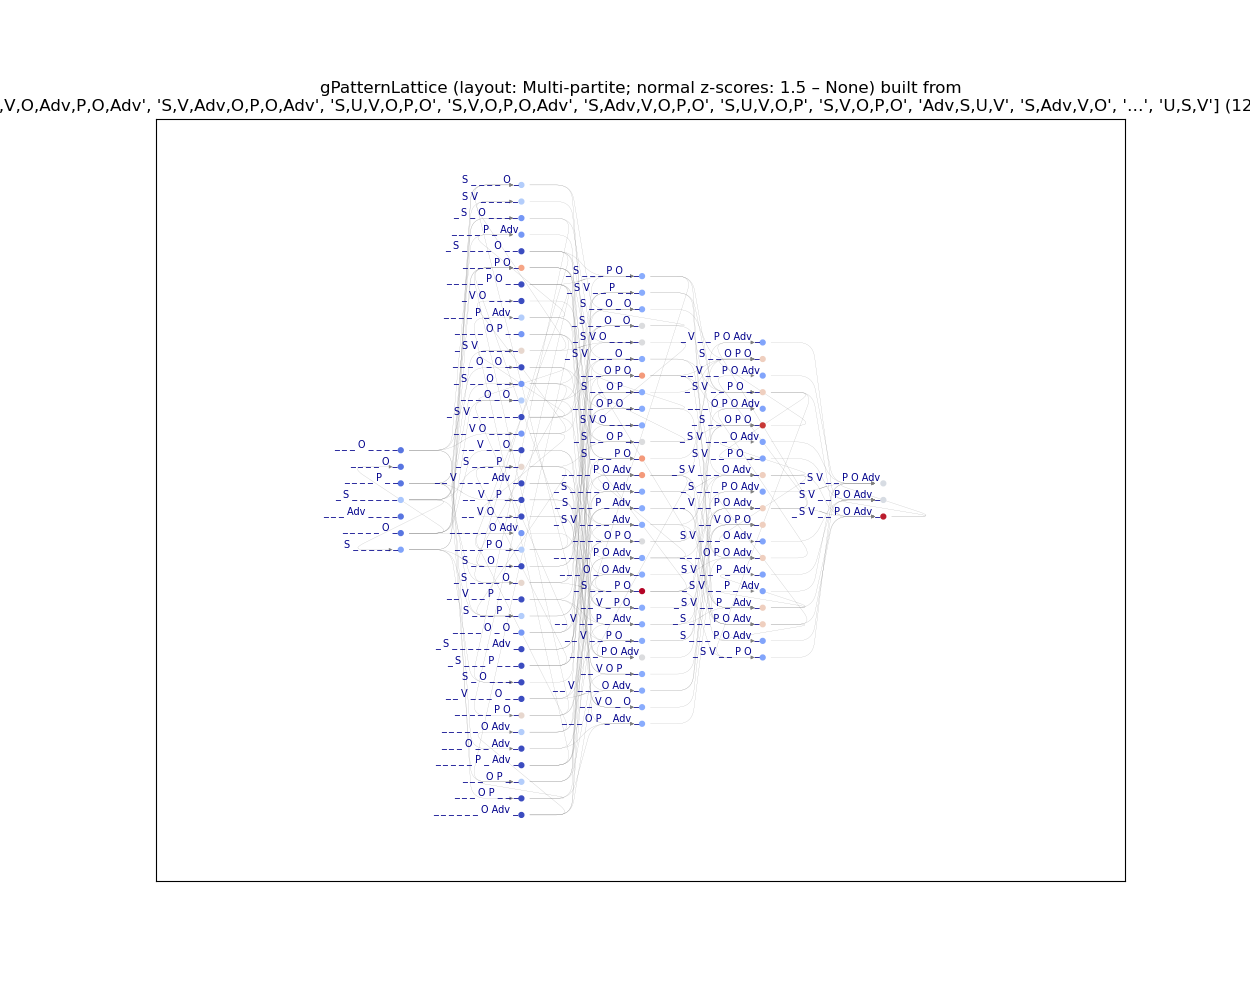 gPatternLattice (layout: Multi-partite; normal z-scores: 1.5 – None) built from
,V,O,Adv,P,O,Adv', 'S,V,Adv,O,P,O,Adv', 'S,U,V,O,P,O', 'S,V,O,P,O,Adv', 'S,Adv,V,O,P,O', 'S,U,V,O,P', 'S,V,O,P,O', 'Adv,S,U,V', 'S,Adv,V,O', '...', 'U,S,V'] (12
O
O
P
S
Adv
O
S
S O
S V
S O
P Adv
S O
P O
P O
V O
P Adv
O P
S V
O O
S O
O O
S V
V O
V O
S P
V Adv
V P
V O
O Adv
P O
S O
S O
V P
S P
O O
S Adv
S P
S O
V O
P O
O Adv
O Adv
P Adv
O P
O P
O Adv
S P O
S V P
S O O
S O O
S V O
S V O
O P O
S O P
O P O
S V O
S O P
S P O
P O Adv
S O Adv
S P Adv
S V Adv
O P O
P O Adv
O O Adv
S P O
V P O
V P Adv
V P O
P O Adv
V O P
V O Adv
V O O
O P Adv
V P O Adv
S O P O
V P O Adv
S V P O
O P O Adv
S O P O
S V O Adv
S V P O
S V O Adv
S P O Adv
V P O Adv
V O P O
S V O Adv
O P O Adv
S V P Adv
S V P Adv
S V P Adv
S P O Adv
S P O Adv
S V P O
S V P O Adv
S V P O Adv
S V P O Adv